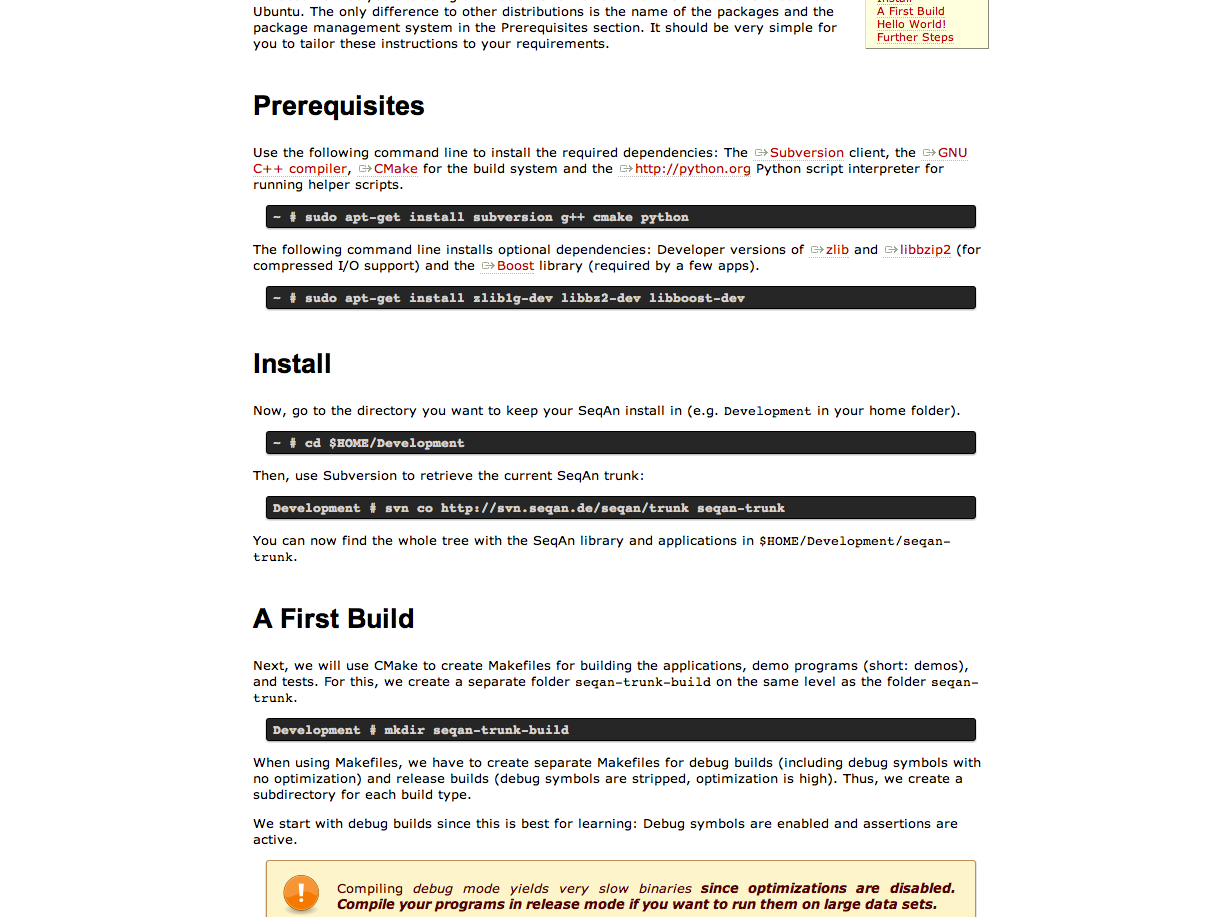 Ubuntu. The only difference to other distributions is the name of the packages and the
package management system in the Prerequisites section. It should be very simple for
you to tailor these instructions to your requirements.
Install
A First Build
Hello World!
Further Steps
Prerequisites
Use the following command line to install the required dependencies: The Subversion client, the GNU
C++ compiler, CMake for the build system and the http://python.org Python script interpreter for
running helper scripts.
~ # sudo apt-get install subversion g++ cmake python
The following command line installs optional dependencies: Developer versions of zlib and libbzip2 (for
compressed I/O support) and the Boost library (required by a few apps).
~ # sudo apt-get install zlib1g-dev libbz2-dev libboost-dev
Install
Now, go to the directory you want to keep your SeqAn install in (e.g. Development in your home folder).
~ # cd $HOME/Development
Then, use Subversion to retrieve the current SeqAn trunk:
Development # svn co http://svn.seqan.de/seqan/trunk seqan-trunk
You can now find the whole tree with the SeqAn library and applications in $HOME/Development/seqan-
trunk.
A First Build
Next, we will use CMake to create Makefiles for building the applications, demo programs (short: demos),
and tests. For this, we create a separate folder seqan-trunk-build on the same level as the folder seqan-
trunk.
Development # mkdir seqan-trunk-build
When using Makefiles, we have to create separate Makefiles for debug builds (including debug symbols with
no optimization) and release builds (debug symbols are stripped, optimization is high). Thus, we create a
subdirectory for each build type.
We start with debug builds since this is best for learning: Debug symbols are enabled and assertions are
active.
Compiling debug mode yields very slow binaries since optimizations are disabled.
Compile your programs in release mode if you want to run them on large data sets.